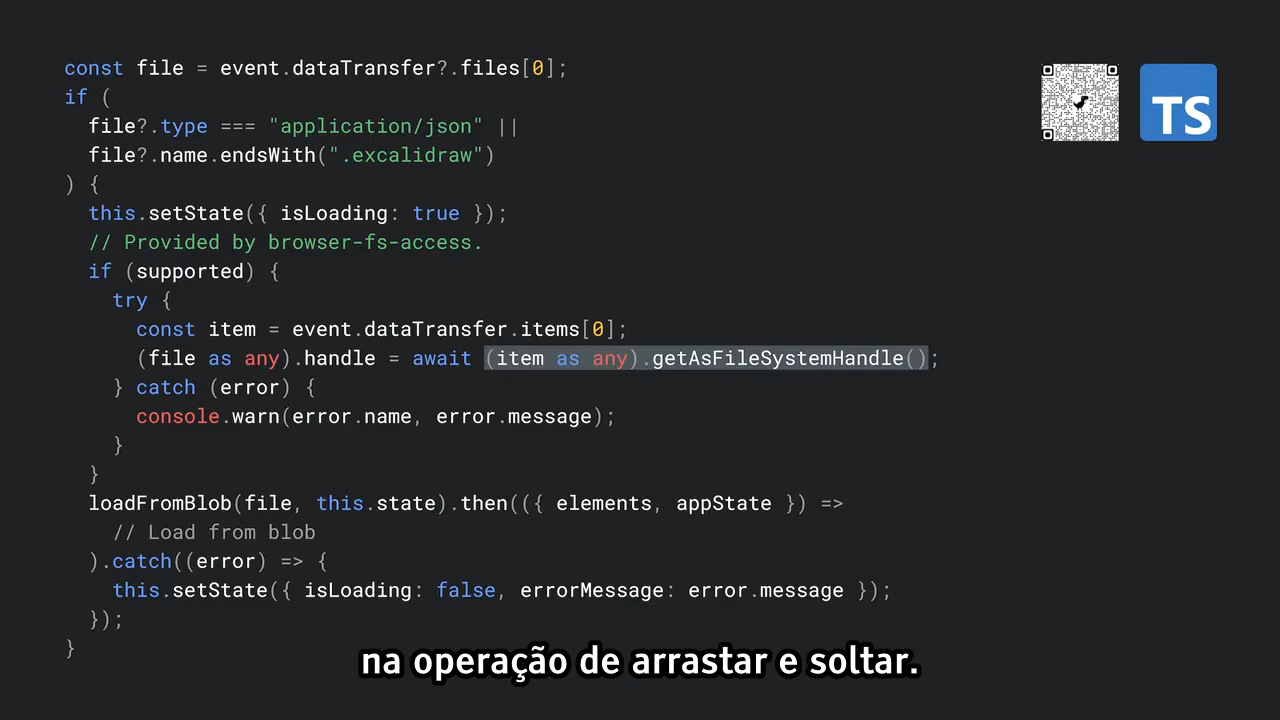 const file = event.dataTransfer?.files[0];
if (
file?.type === "application/json" ||
file?.name.endsWith(".excalidraw")
) {
this.setState({ isLoading: true });
// Provided by browser-fs-access.
if (supported) {
try {
const item = event.dataTransfer.items[0];
(file as any).handle = await (item as any).getAsFileSystemHandle();
} catch (error) {
console.warn(error.name, error.message);
}
}
loadFromBlob(file, this.state).then(({ elements, appState }) =>
// Load from blob
).catch((error) => {
this.setState({ isLoading: false, errorMessage: error.message });
});
}
TS
na operação de arrastar e soltar.